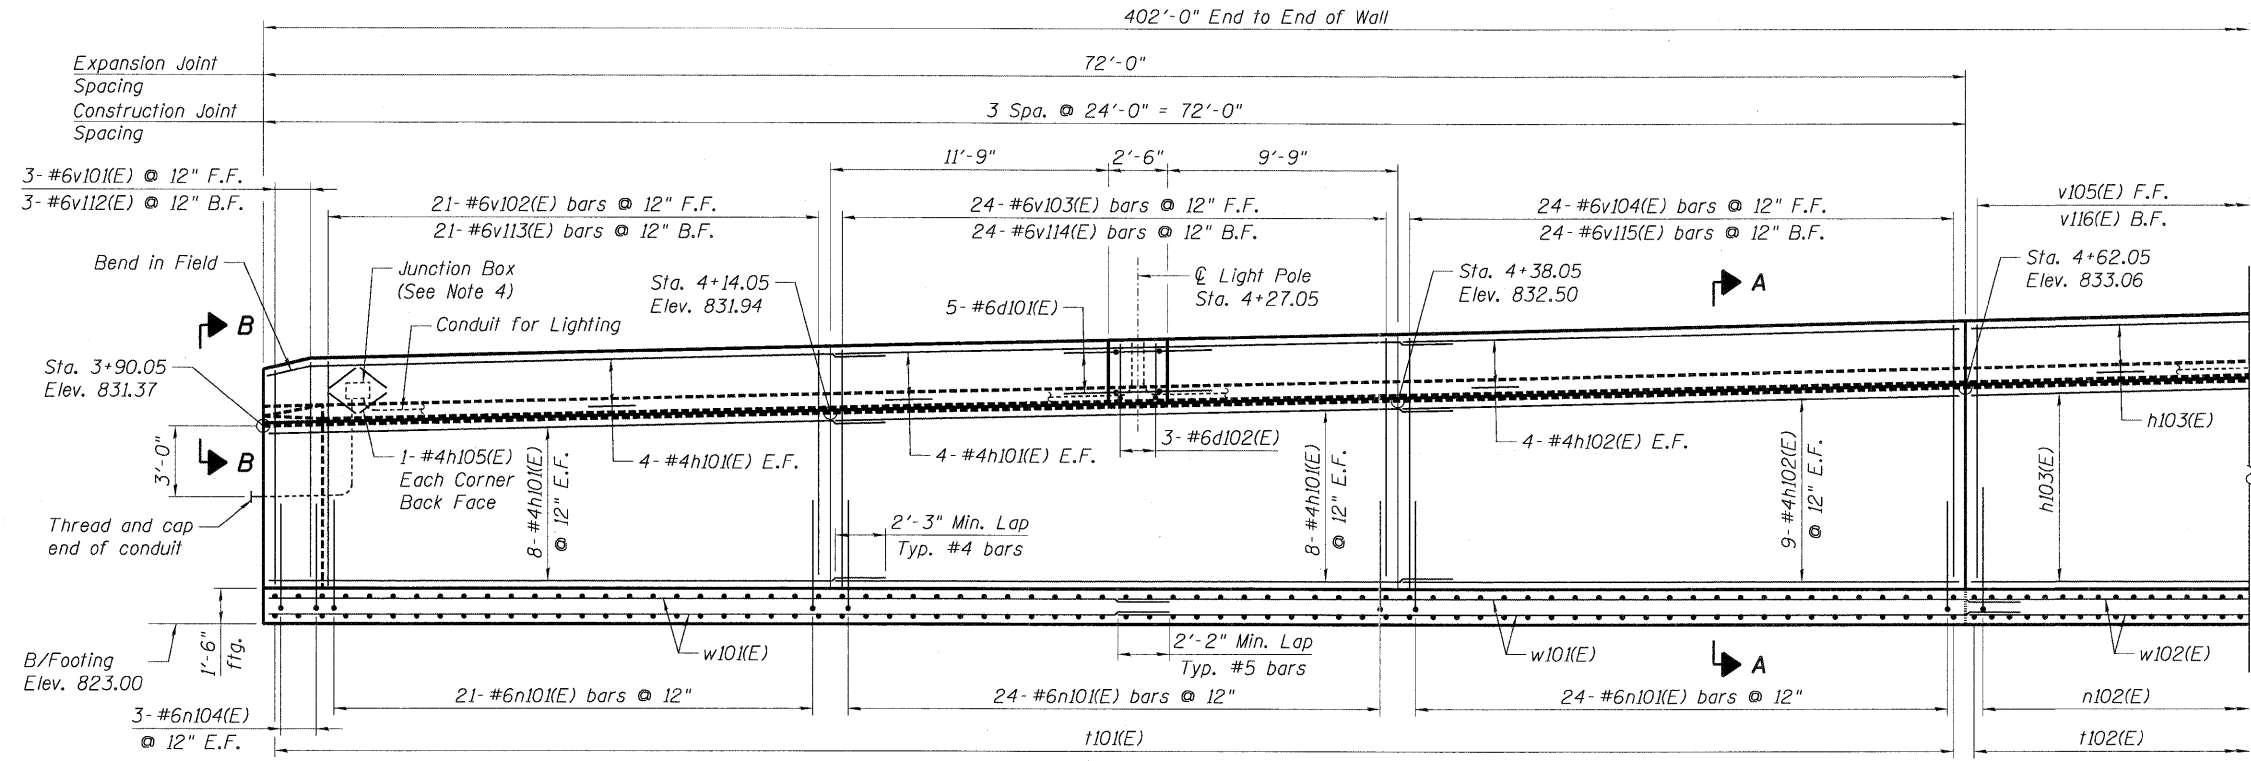 402'-0" End to End of Wall
Expansion Joint
Spacing
72'-0"
Construction Joint
Spacing
3 Spa. @ 24'-0" = 72'-0"
11'-9"
2'-6"
9'-9"
3- #6v101(E) @ 12" F.F.
3- #6v112(E) @ 12" B.F.
21- #6v102(E) bars @ 12" F.F.
21- #6v113(E) bars @ 12" B.F.
24- #6v103(E) bars @ 12" F.F.
24- #6v114(E) bars @ 12" B.F.
24- #6v104(E) bars @ 12" F.F.
24- #6v115(E) bars @ 12" B.F.
v105(E) F.F.
v116(E) B.F.
Bend in Field
Junction Box
(See Note 4)
Conduit for Lighting
Sta. 4+14.05
Elev. 831.94
5- #6d101(E)
℄ Light Pole
Sta. 4+27.05
Sta. 4+38.05
Elev. 832.50
A
Sta. 4+62.05
Elev. 833.06
B
Sta. 3+90.05
Elev. 831.37
B
3'-0"
Thread and cap
end of conduit
1- #4h105(E)
Each Corner
Back Face
8- #4h101(E)
@ 12" E.F.
4- #4h101(E) E.F.
4- #4h101(E) E.F.
3- #6d102(E)
8- #4h101(E)
@ 12" E.F.
4- #4h102(E) E.F.
9- #4h102(E)
@ 12" E.F.
h103(E)
h103(E)
2'-3" Min. Lap
Typ. #4 bars
B/Footing
Elev. 823.00
1'-6"
ftg.
w101(E)
2'-2" Min. Lap
Typ. #5 bars
w101(E)
A
w102(E)
3- #6n104(E)
@ 12" E.F.
21- #6n101(E) bars @ 12"
24- #6n101(E) bars @ 12"
24- #6n101(E) bars @ 12"
n102(E)
t101(E)
t102(E)